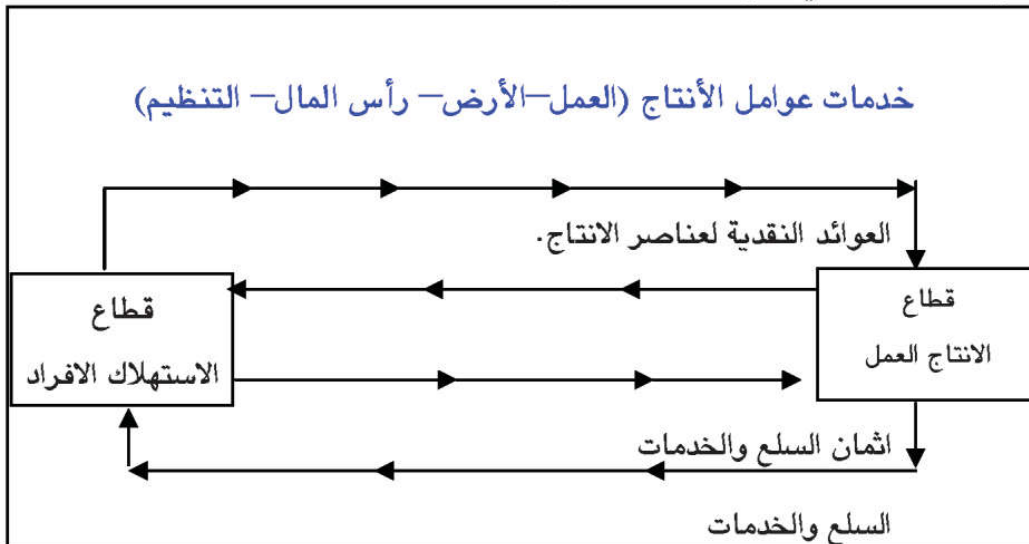 خدمات عوامل الأنتاج (العمل–الأرض– رأس المال– التنظيم)
العوائد النقدية لعناصر الانتاج.
قطاع
الانتاج العمل
قطاع
الاستهلاك الافراد
اثمان السلع والخدمات
السلع والخدمات